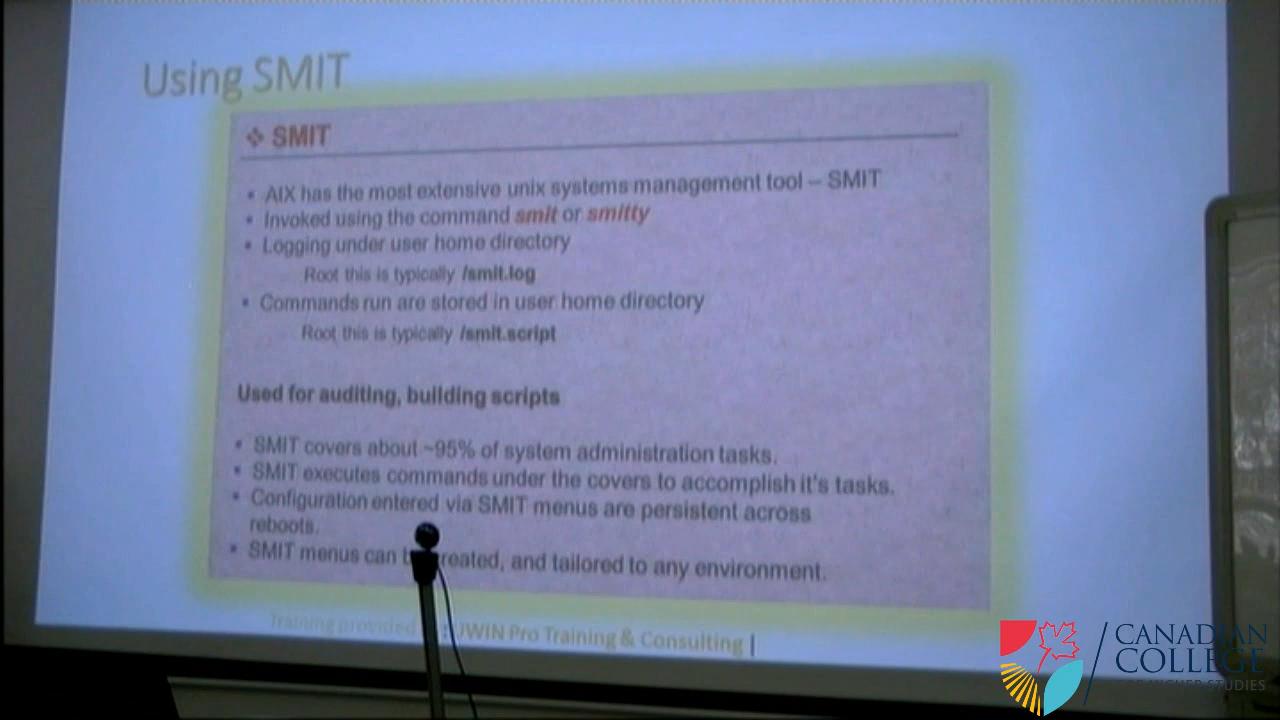 Using SMIT
❖ SMIT
• AIX has the most extensive unix systems management tool – SMIT
• Invoked using the command smit or smitty
• Logging under user home directory
Root this is typically /smit.log
• Commands run are stored in user home directory
Root this is typically /smit.script
Used for auditing, building scripts
• SMIT covers about ~95% of system administration tasks.
• SMIT executes commands under the covers to accomplish it's tasks.
• Configuration entered via SMIT menus are persistent across
reboots.
• SMIT menus can created, and tailored to any environment.
Training provided Pro Training & Consulting |
CANADIAN
COLLEGE
HIGHER STUDIES